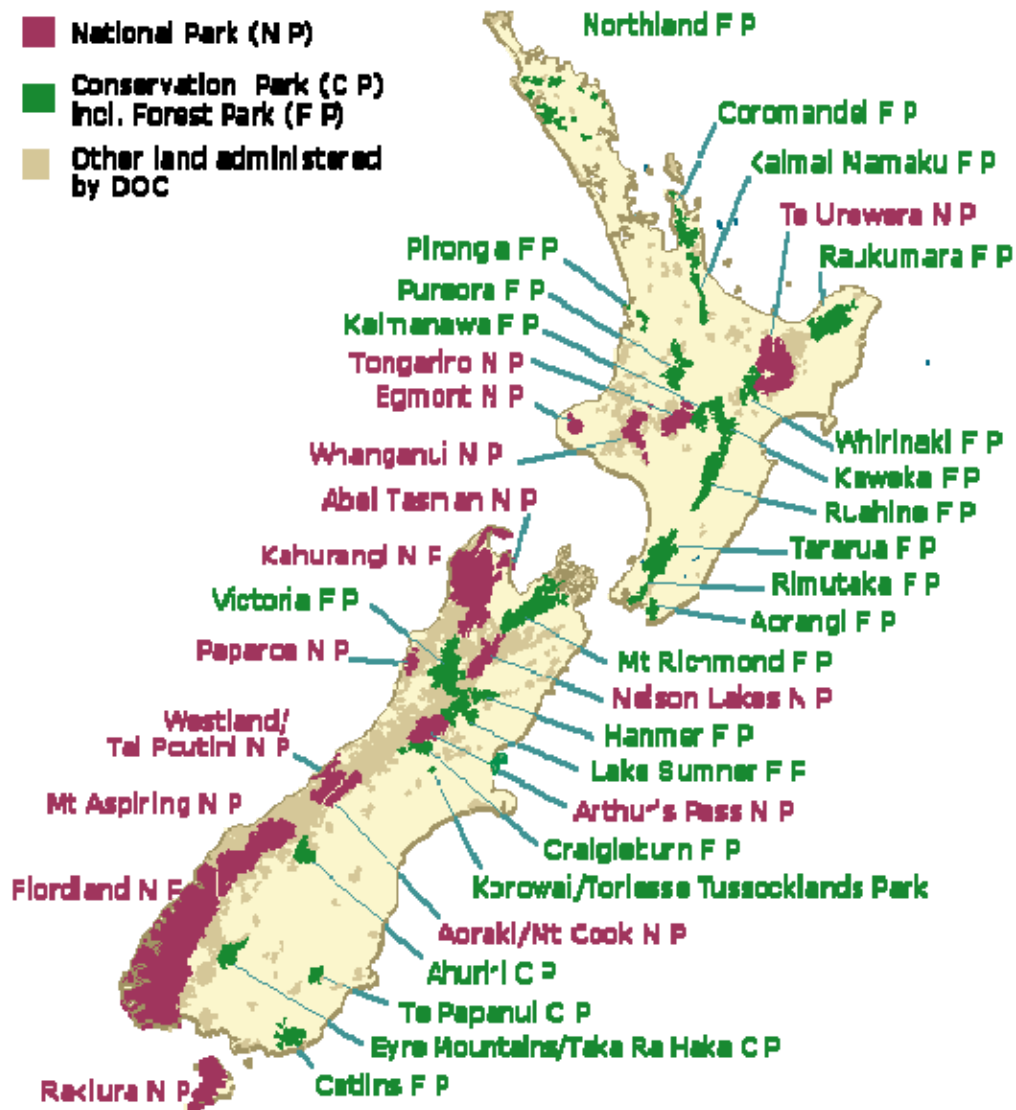 National Park (N P)
Conservation Park (C P)
incl. Forest Park (F P)
Other land administered
by DOC
Northland F P
Coromandel F P
Kaimai Mamaku F P
Te Urewera N P
Raukumara F P
Pirongia F P
Pureora F P
Kaimanawa F P
Tongariro N P
Egmont N P
Whanganui N P
Whirinaki F P
Kaweka F P
Ruahine F P
Tararua F P
Rimutaka F P
Aorangi F P
Abel Tasman N P
Kahurangi N P
Victoria F P
Paparoa N P
Mt Richmond F P
Nelson Lakes N P
Hanmer F P
Lake Sumner F P
Arthur's Pass N P
Craigieburn F P
Korowai/Torlesse Tussocklands Park
Westland/
Tai Poutini N P
Mt Aspiring N P
Fiordland N P
Aoraki/Mt Cook N P
Ahuriri C P
Te Papanui C P
Eyre Mountains/Taka Ra Haka C P
Catlins F P
Rakiura N P